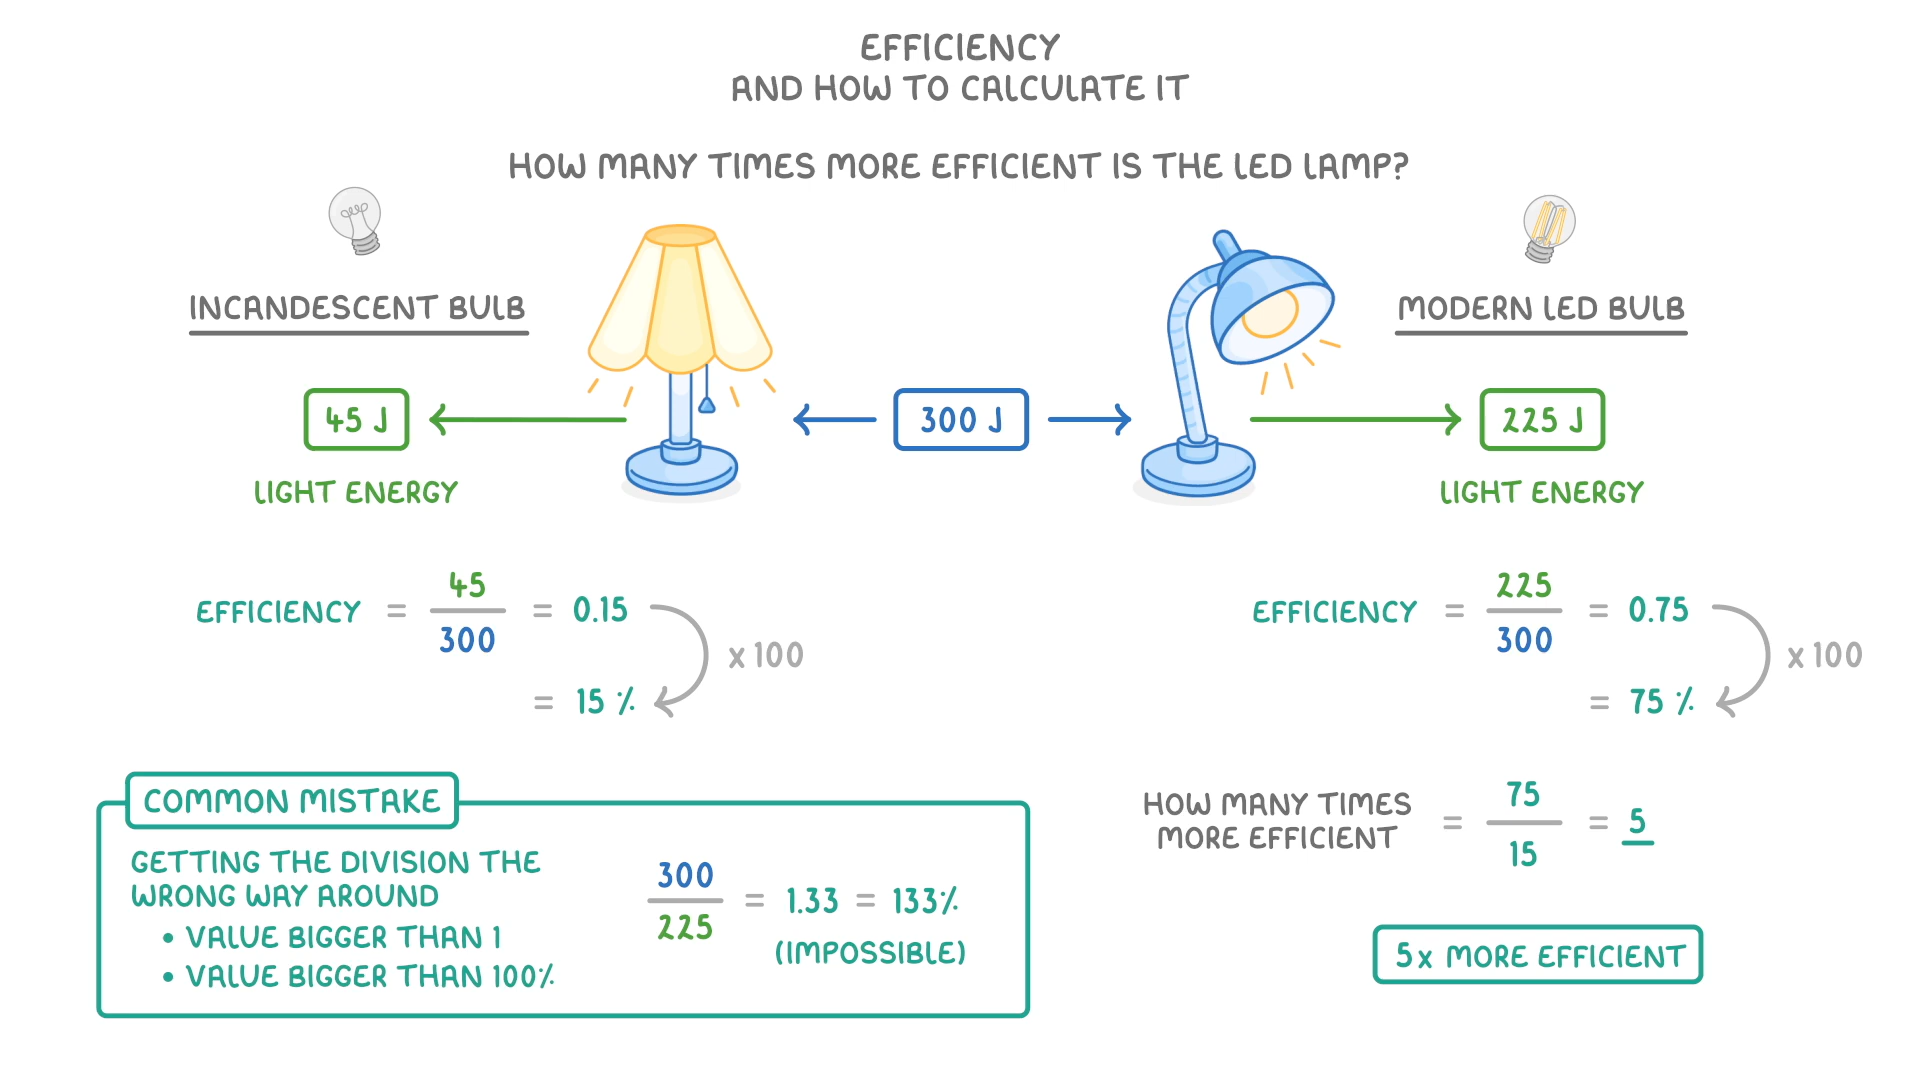 EFFICIENCY
AND HOW TO CALCULATE IT
HOW MANY TIMES MORE EFFICIENT IS THE LED LAMP?
INCANDESCENT BULB
MODERN LED BULB
45 J
300 J
225 J
LIGHT ENERGY
LIGHT ENERGY
EFFICIENCY = 45 / 300 = 0.15
x 100
= 15 %
EFFICIENCY = 225 / 300 = 0.75
x 100
= 75 %
COMMON MISTAKE
GETTING THE DIVISION THE
WRONG WAY AROUND
• VALUE BIGGER THAN 1
• VALUE BIGGER THAN 100%
300 / 225 = 1.33 = 133%
(IMPOSSIBLE)
HOW MANY TIMES
MORE EFFICIENT = 75 / 15 = 5
5x MORE EFFICIENT